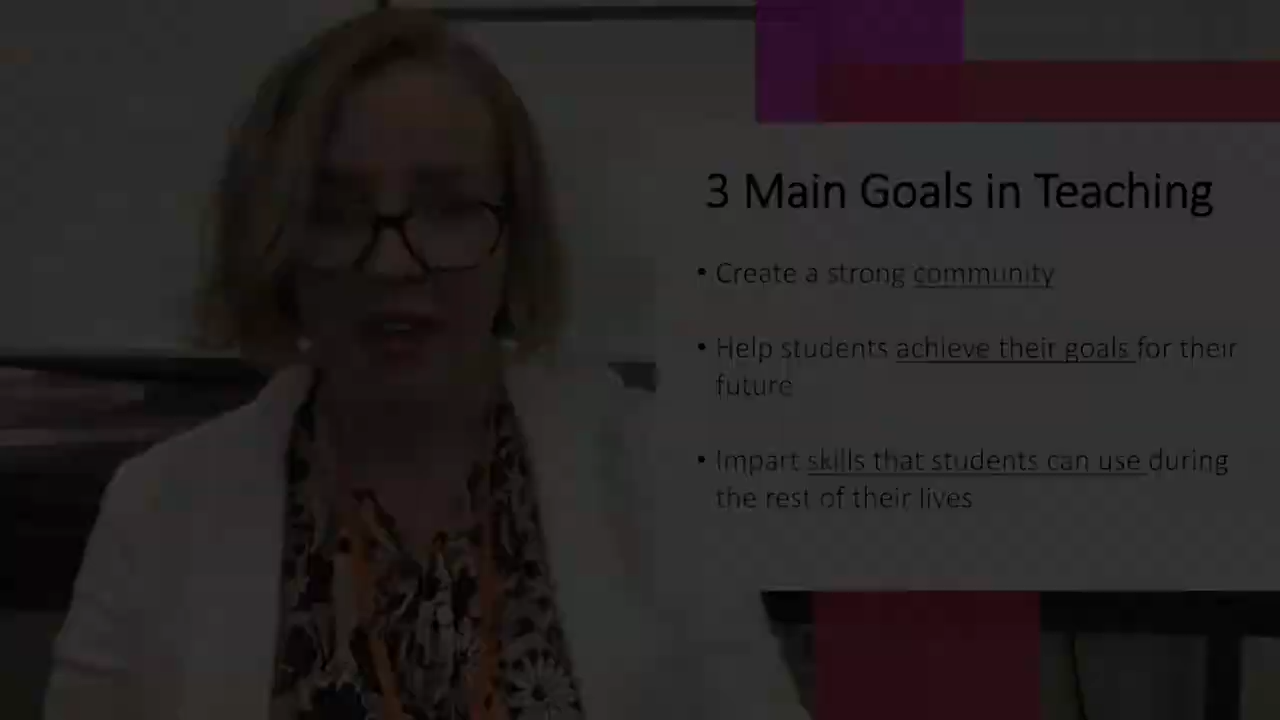 3 Main Goals in Teaching
• Create a strong community
• Help students achieve their goals for their
future
• Impart skills that students can use during
the rest of their lives